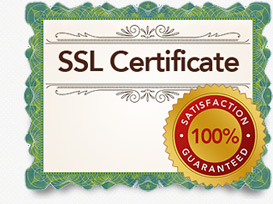 SSL Certificate
SATISFACTION
100%
GUARANTEED